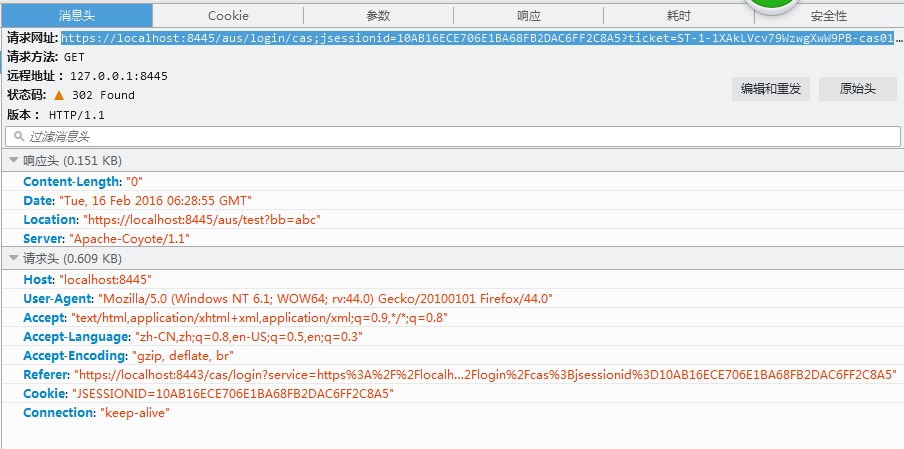 消息头 Cookie 参数 响应 耗时 安全性
请求网址: https://localhost:8445/aus/login/cas;jsessionid=10AB16ECE706E1BA68FB2DAC6FF2C8A5?ticket=ST-1-1XAkLVcv79WzwgXwW9PB-cas01…
请求方法: GET
远程地址: 127.0.0.1:8445
状态码: 302 Found
编辑和重发 原始头
版本: HTTP/1.1
过滤消息头
响应头 (0.151 KB)
Content-Length: "0"
Date: "Tue, 16 Feb 2016 06:28:55 GMT"
Location: "https://localhost:8445/aus/test?bb=abc"
Server: "Apache-Coyote/1.1"
请求头 (0.609 KB)
Host: "localhost:8445"
User-Agent: "Mozilla/5.0 (Windows NT 6.1; WOW64; rv:44.0) Gecko/20100101 Firefox/44.0"
Accept: "text/html,application/xhtml+xml,application/xml;q=0.9,*/*;q=0.8"
Accept-Language: "zh-CN,zh;q=0.8,en-US;q=0.5,en;q=0.3"
Accept-Encoding: "gzip, deflate, br"
Referer: "https://localhost:8443/cas/login?service=https%3A%2F%2Flocalh…2Flogin%2Fcas%3Bjsessionid%3D10AB16ECE706E1BA68FB2DAC6FF2C8A5"
Cookie: "JSESSIONID=10AB16ECE706E1BA68FB2DAC6FF2C8A5"
Connection: "keep-alive"